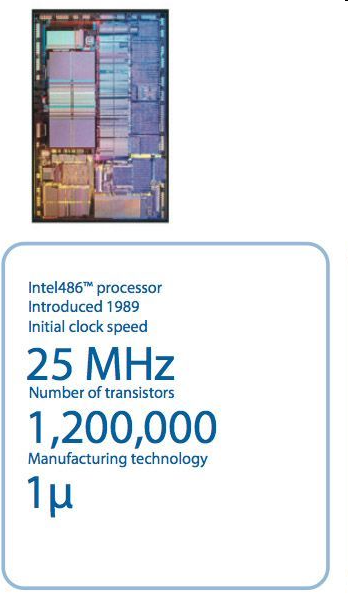 Intel486™ processor
Introduced 1989
Initial clock speed
25 MHz
Number of transistors
1,200,000
Manufacturing technology
1µ